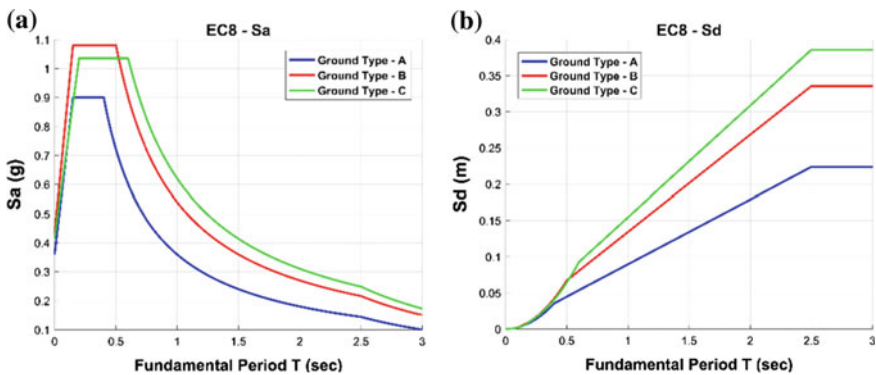 (a)
EC8 - Sa
1.1
1
0.9
0.8
0.7
0.6
0.5
0.4
0.3
0.2
0.1
Sa (g)
Ground Type - A
Ground Type - B
Ground Type - C
0 0.5 1 1.5 2 2.5 3
Fundamental Period T (sec)
(b)
EC8 - Sd
0.4
0.35
0.3
0.25
0.2
0.15
0.1
0.05
0
Sd (m)
Ground Type - A
Ground Type - B
Ground Type - C
0 0.5 1 1.5 2 2.5 3
Fundamental Period T (sec)